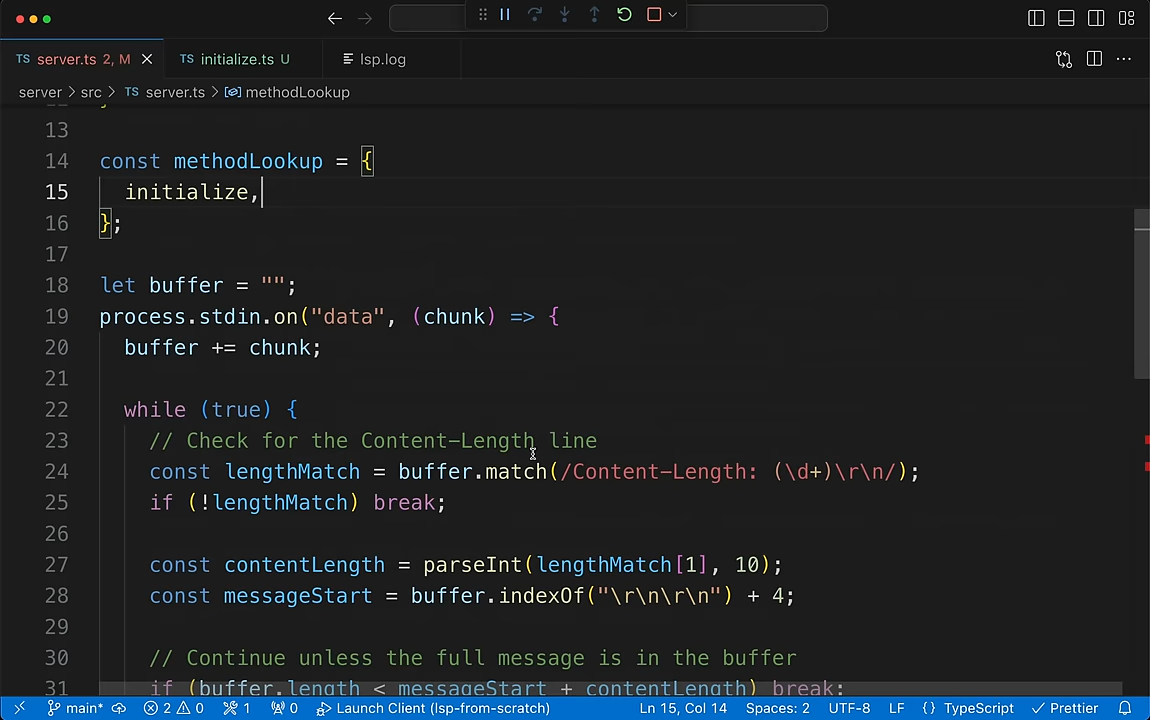 TS server.ts 2, M
TS initialize.ts U
lsp.log
server > src > TS server.ts > methodLookup
13
14 const methodLookup = {
15 initialize,
16 };
17
18 let buffer = "";
19 process.stdin.on("data", (chunk) => {
20 buffer += chunk;
21
22 while (true) {
23 // Check for the Content-Length line
24 const lengthMatch = buffer.match(/Content-Length: (\d+)\r\n/);
25 if (!lengthMatch) break;
26
27 const contentLength = parseInt(lengthMatch[1], 10);
28 const messageStart = buffer.indexOf("\r\n\r\n") + 4;
29
30 // Continue unless the full message is in the buffer
31 if (buffer.length < messageStart + contentLength) break;
main* 2 0 1 0 Launch Client (lsp-from-scratch) Ln 15, Col 14 Spaces: 2 UTF-8 LF {} TypeScript Prettier